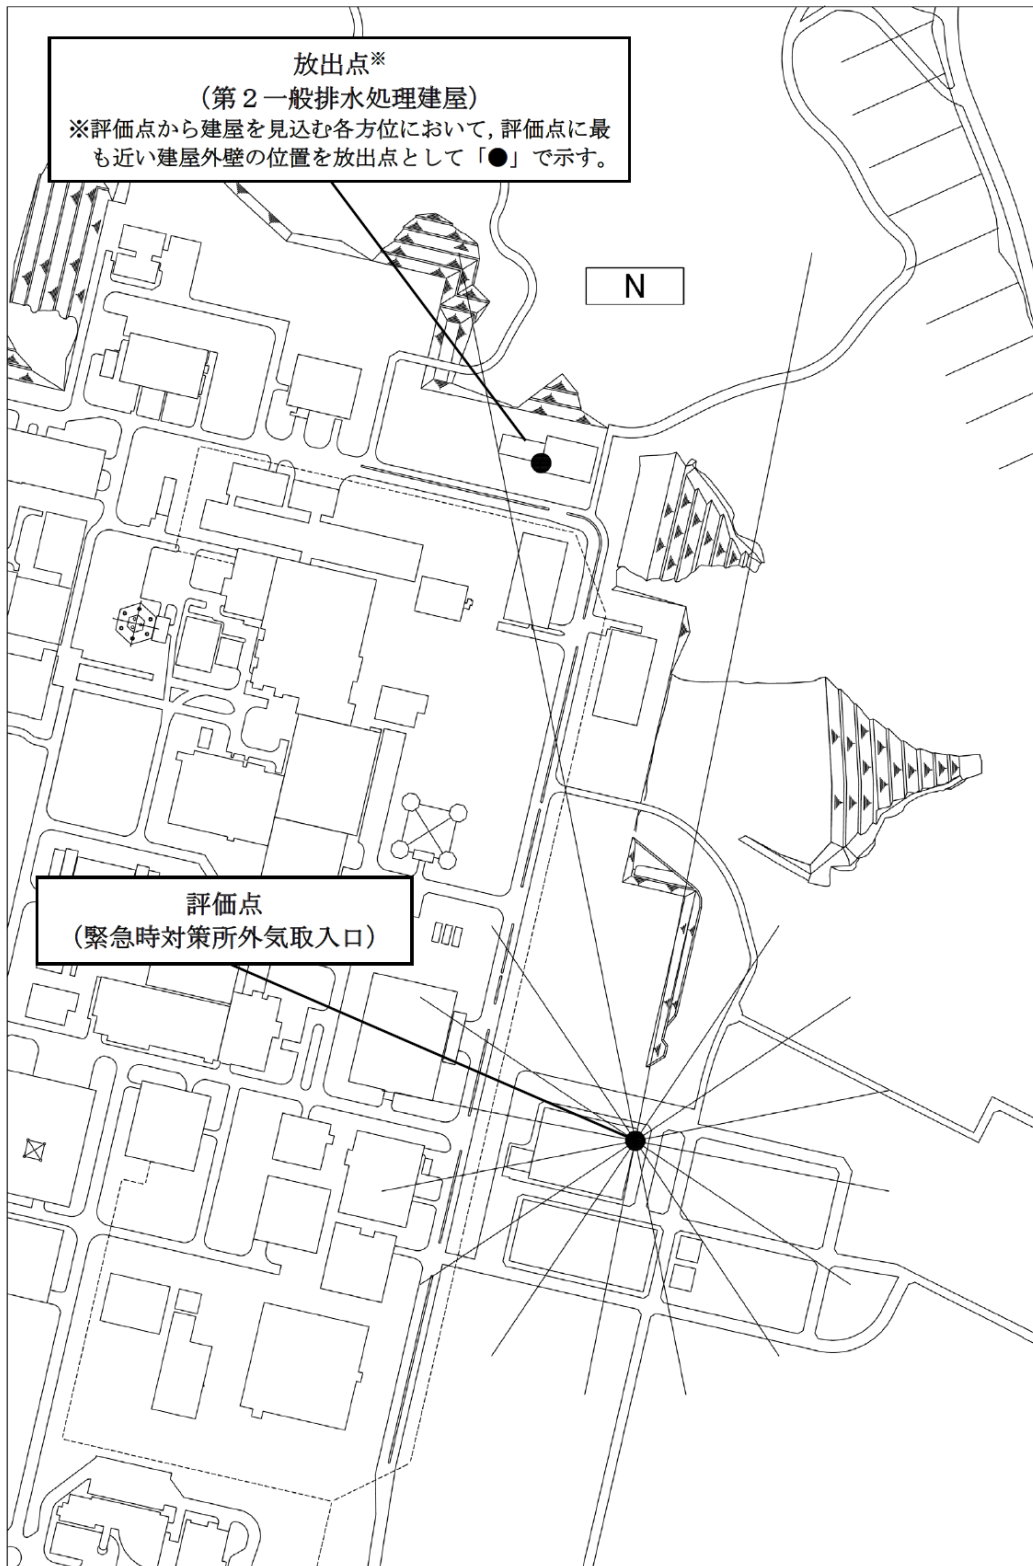 放出点※
（第２一般排水処理建屋）
※評価点から建屋を見込む各方位において，評価点に最
も近い建屋外壁の位置を放出点として「●」で示す。
N
評価点
（緊急時対策所外気取入口）